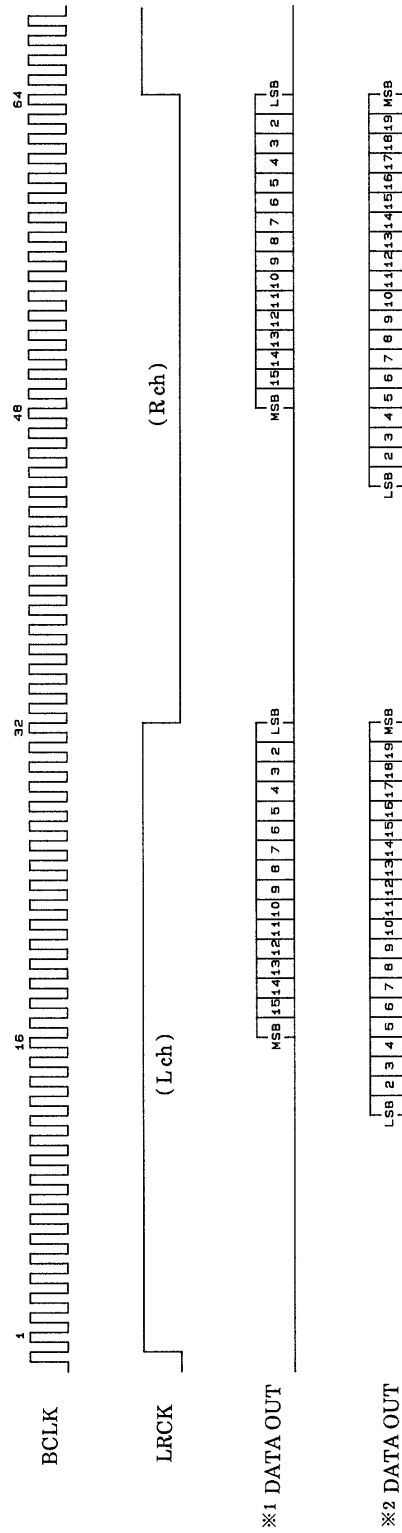 1 16 32 48 64
BCLK
LRCK (L ch) (R ch)
※1 DATA OUT MSB 15 14 13 12 11 10 9 8 7 6 5 4 3 2 LSB MSB 15 14 13 12 11 10 9 8 7 6 5 4 3 2 LSB
※2 DATA OUT LSB 2 3 4 5 6 7 8 9 10 11 12 13 14 15 16 17 18 19 MSB LSB 2 3 4 5 6 7 8 9 10 11 12 13 14 15 16 17 18 19 MSB